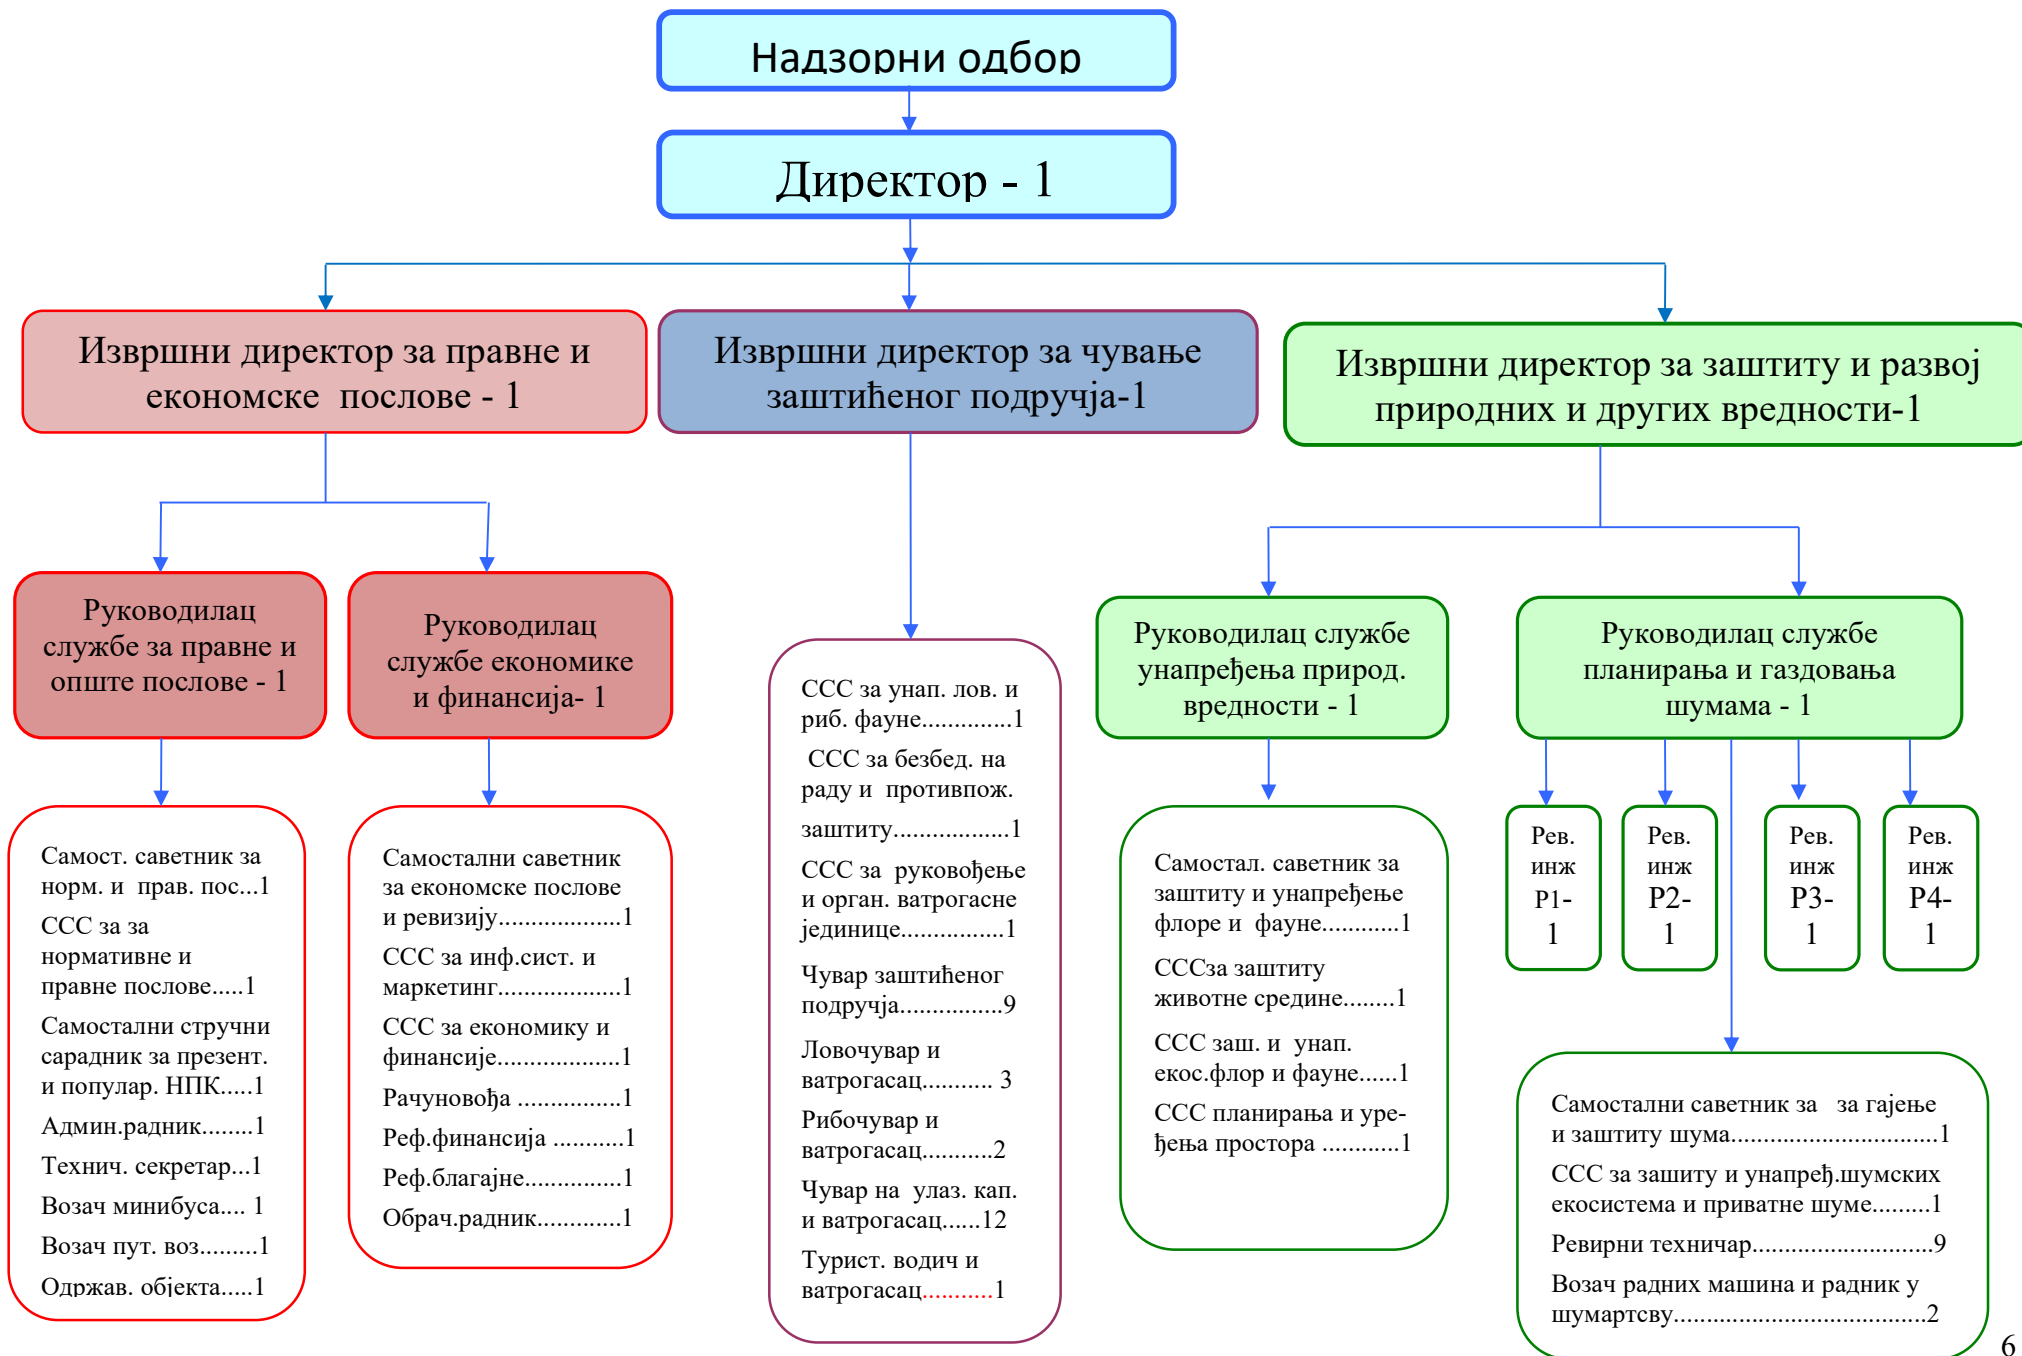 Надзорни одбор
Директор - 1
Извршни директор за правне и
економске  послове - 1
Извршни директор за чување
заштићеног подручја-1
Извршни директор за заштиту и развој
природних и других вредности-1
Руководилац
службе за правне и
опште послове - 1
Руководилац
службе економике
и финансија- 1
Руководилац службе
унапређења природ.
вредности - 1
Руководилац службе
планирања и газдовања
шумама - 1
Самост. саветник за
норм. и  прав. пос...1
ССС за за
нормативне и
правне послове.....1
Самостални стручни
сарадник за презент.
и популар. НПК.....1
Админ.радник........1
Технич. секретар...1
Возач минибуса.... 1
Возач пут. воз.........1
Одржав. објекта.....1
Самостални саветник
за економске послове
и ревизију...................1
ССС за инф.сист. и
маркетинг...................1
ССС за економику и
финансије...................1
Рачуновођа ................1
Реф.финансија ...........1
Реф.благајне...............1
Обрач.радник.............1
ССС за унап. лов. и
риб. фауне..............1
ССС за безбед. на
раду и  противпож.
заштиту..................1
ССС за  руковођење
и орган. ватрогасне
јединице................1
Чувар заштићеног
подручја................9
Ловочувар и
ватрогасац........... 3
Рибочувар и
ватрогасац...........2
Чувар на  улаз. кап.
и ватрогасац......12
Турист. водич и
ватрогасац...........1
Самостал. саветник за
заштиту и унапређење
флоре и  фауне............1
СССза заштиту
животне средине........1
ССС заш. и  унап.
екос.флор и фауне......1
ССС планирања и уре-
ђења простора ............1
Рев.
инж
Р1-
1
Рев.
инж
Р2-
1
Рев.
инж
Р3-
1
Рев.
инж
Р4-
1
Самостални саветник за   за гајење
и заштиту шума................................1
ССС за зашиту и унапређ.шумских
екосистема и приватне шуме.........1
Ревирни техничар............................9
Возач радних машина и радник у
шумартсву.......................................2
6